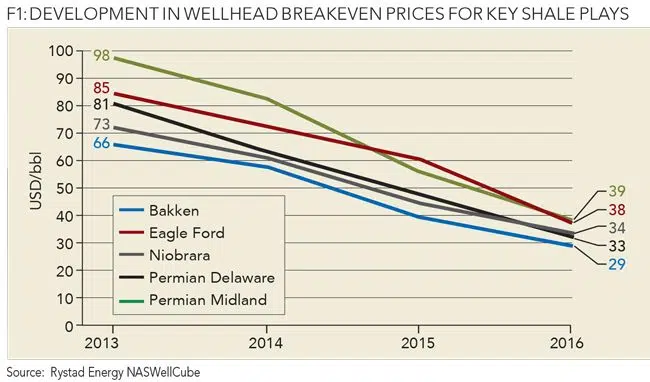 F1: DEVELOPMENT IN WELLHEAD BREAKEVEN PRICES FOR KEY SHALE PLAYS
USD/bbl
100
90
80
70
60
50
40
30
20
10
0
98
85
81
73
66
39
38
34
33
29
Bakken
Eagle Ford
Niobrara
Permian Delaware
Permian Midland
2013 2014 2015 2016
Source: Rystad Energy NASWellCube